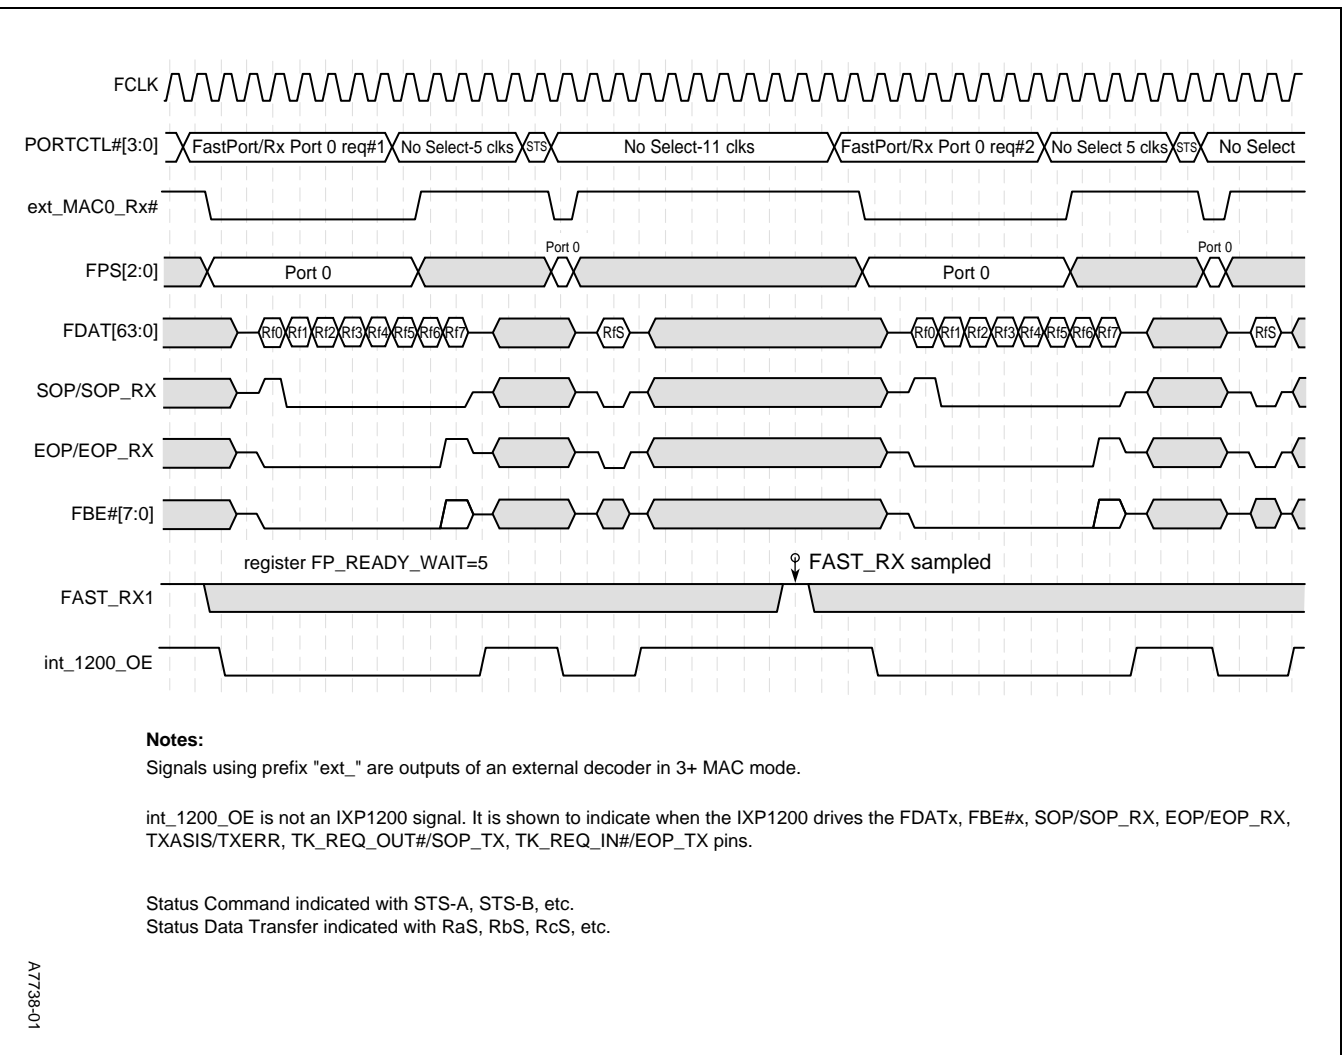 FCLK
PORTCTL#[3:0] FastPort/Rx Port 0 req#1 No Select-5 clks STS No Select-11 clks FastPort/Rx Port 0 req#2 No Select 5 clks STS No Select
ext_MAC0_Rx#
Port 0 Port 0
FPS[2:0] Port 0 Port 0
FDAT[63:0] Rf0 Rf1 Rf2 Rf3 Rf4 Rf5 Rf6 Rf7 RfS Rf0 Rf1 Rf2 Rf3 Rf4 Rf5 Rf6 Rf7 RfS
SOP/SOP_RX
EOP/EOP_RX
FBE#[7:0]
register FP_READY_WAIT=5 FAST_RX sampled
FAST_RX1
int_1200_OE
Notes:
Signals using prefix "ext_" are outputs of an external decoder in 3+ MAC mode.
int_1200_OE is not an IXP1200 signal. It is shown to indicate when the IXP1200 drives the FDATx, FBE#x, SOP/SOP_RX, EOP/EOP_RX,
TXASIS/TXERR, TK_REQ_OUT#/SOP_TX, TK_REQ_IN#/EOP_TX pins.
Status Command indicated with STS-A, STS-B, etc.
Status Data Transfer indicated with RaS, RbS, RcS, etc.
A7738-01